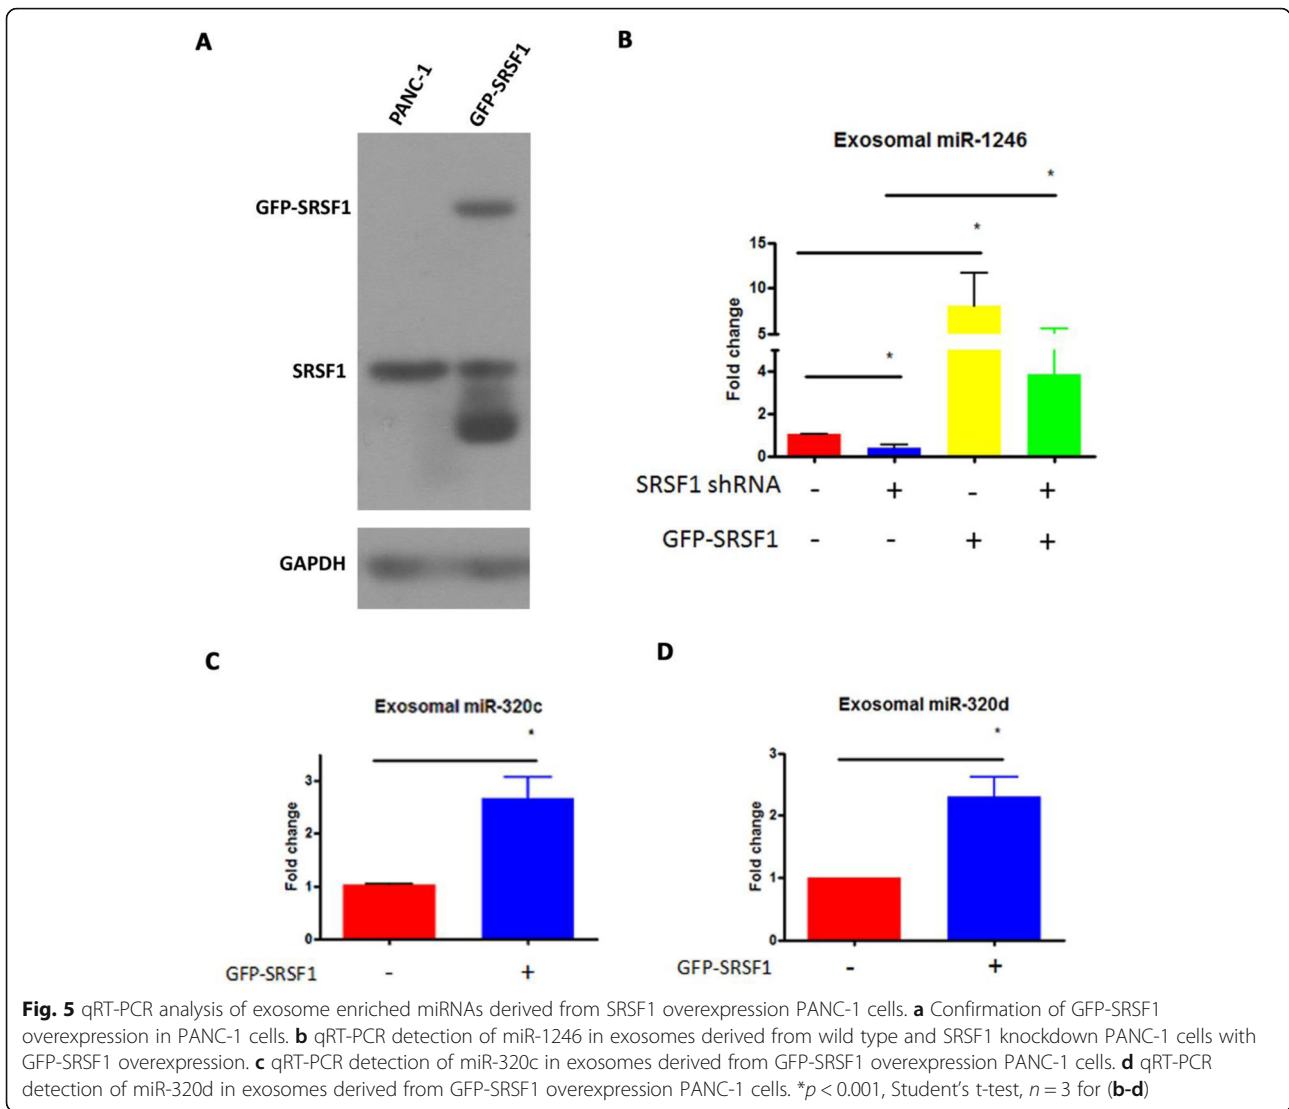 A
PANC-1
GFP-SRSF1
GFP-SRSF1
SRSF1
GAPDH
B
Exosomal miR-1246
*
*
*
Fold change
15
10
5
4
2
0
SRSF1 shRNA - + - +
GFP-SRSF1 - - + +
C
Exosomal miR-320c
*
Fold change
3
2
1
0
GFP-SRSF1 - +
D
Exosomal miR-320d
*
Fold change
3
2
1
0
GFP-SRSF1 - +
Fig. 5 qRT-PCR analysis of exosome enriched miRNAs derived from SRSF1 overexpression PANC-1 cells. a Confirmation of GFP-SRSF1
overexpression in PANC-1 cells. b qRT-PCR detection of miR-1246 in exosomes derived from wild type and SRSF1 knockdown PANC-1 cells with
GFP-SRSF1 overexpression. c qRT-PCR detection of miR-320c in exosomes derived from GFP-SRSF1 overexpression PANC-1 cells. d qRT-PCR
detection of miR-320d in exosomes derived from GFP-SRSF1 overexpression PANC-1 cells. *p < 0.001, Student's t-test, n = 3 for (b-d)